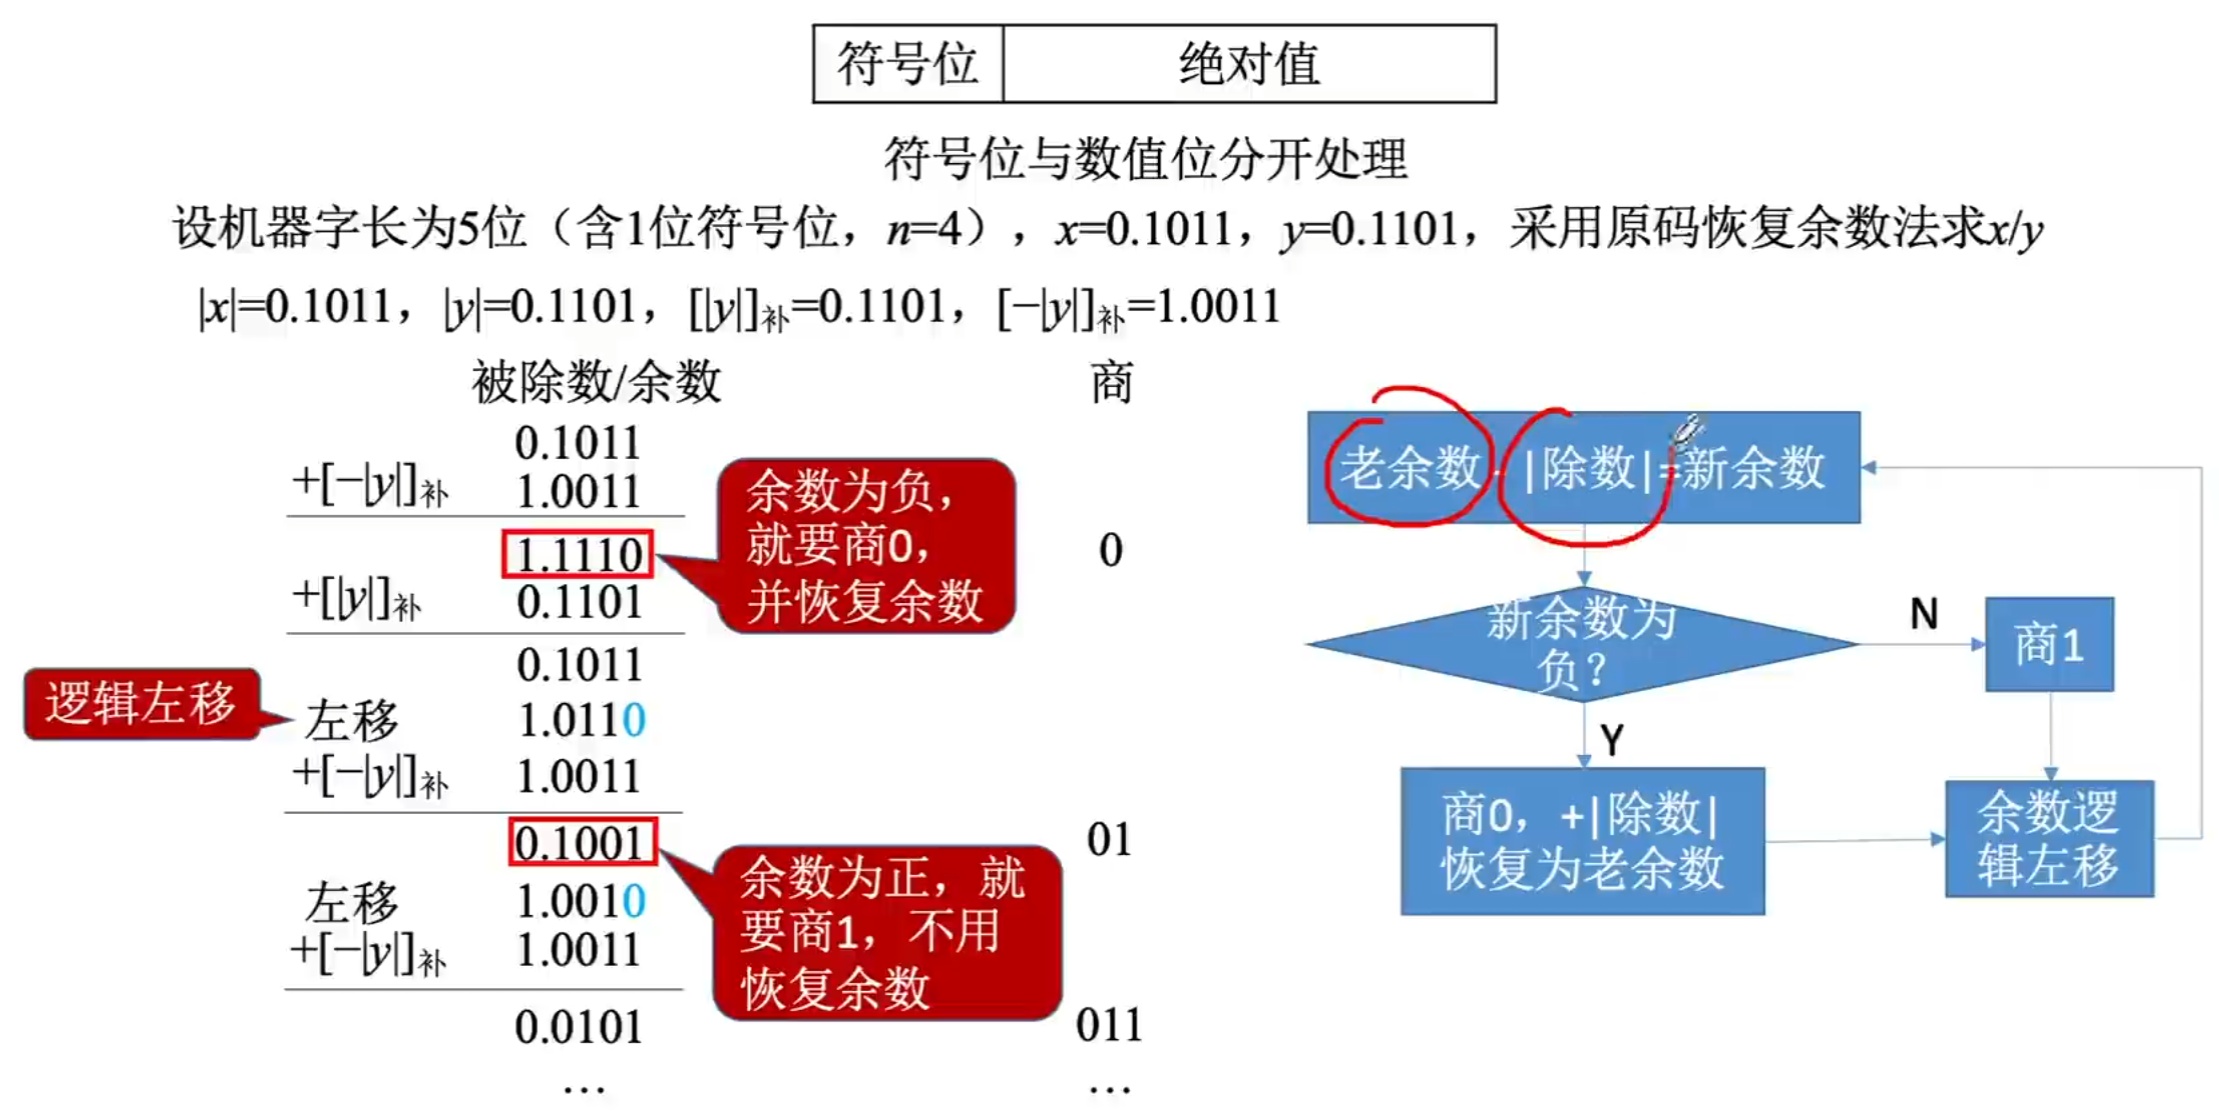 符号位 绝对值
符号位与数值位分开处理
设机器字长为5位（含1位符号位，n=4），x=0.1011，y=0.1101，采用原码恢复余数法求x/y
|x|=0.1011，|y|=0.1101，[|y|]补=0.1101，[−|y|]补=1.0011
被除数/余数 商
0.1011
+[−|y|]补 1.0011
1.1110 0
+[|y|]补 0.1101
0.1011
左移 1.0110
+[−|y|]补 1.0011
0.1001 01
左移 1.0010
+[−|y|]补 1.0011
0.0101 011
… …
余数为负，
就要商0，
并恢复余数
逻辑左移
余数为正，就
要商1，不用
恢复余数
老余数-|除数|=新余数
新余数为
负？
N
商1
Y
商0，+|除数|
恢复为老余数
余数逻
辑左移